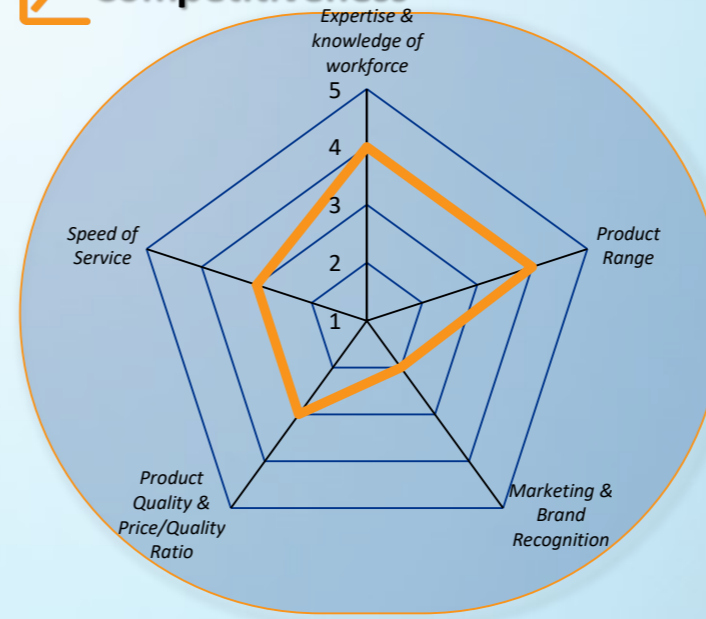 Expertise &
knowledge of
workforce
5
4
3
2
1
Speed of
Service
Product
Range
Product
Quality &
Price/Quality
Ratio
Marketing &
Brand
Recognition